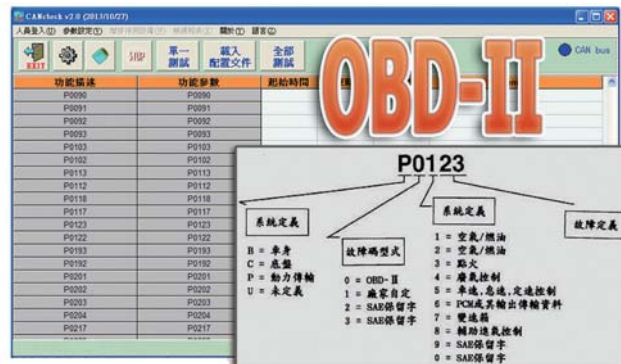 CANcheck v2.0 (2013/10/27)
人員登入(U) 參數設定(T) 關於(I) 語言(L)
EXIT STOP 單一測試 載入配置文件 全部測試 CAN bus
OBD-II
功能描述 功能參數 起始時間
P0090 P0090
P0091 P0091
P0092 P0092
P0093 P0093
P0103 P0103
P0102 P0102
P0113 P0113
P0112 P0112
P0118 P0118
P0117 P0117
P0123 P0123
P0122 P0122
P0193 P0193
P0192 P0192
P0201 P0201
P0202 P0202
P0203 P0203
P0204 P0204
P0217 P0217
P0123
系統定義
B = 車身
C = 底盤
P = 動力傳輸
U = 未定義
故障碼型式
0 = OBD-Ⅱ
1 = 廠家自定
2 = SAE保留字
3 = SAE保留字
系統定義
1 = 空氣/燃油
2 = 空氣/燃油
3 = 點火
4 = 廢氣控制
5 = 車速,怠速,定速控制
6 = PCM或其輸出傳輸資料
7 = 變速箱
8 = 輔助進氣控制
9 = SAE保留字
0 = SAE保留字
故障定義